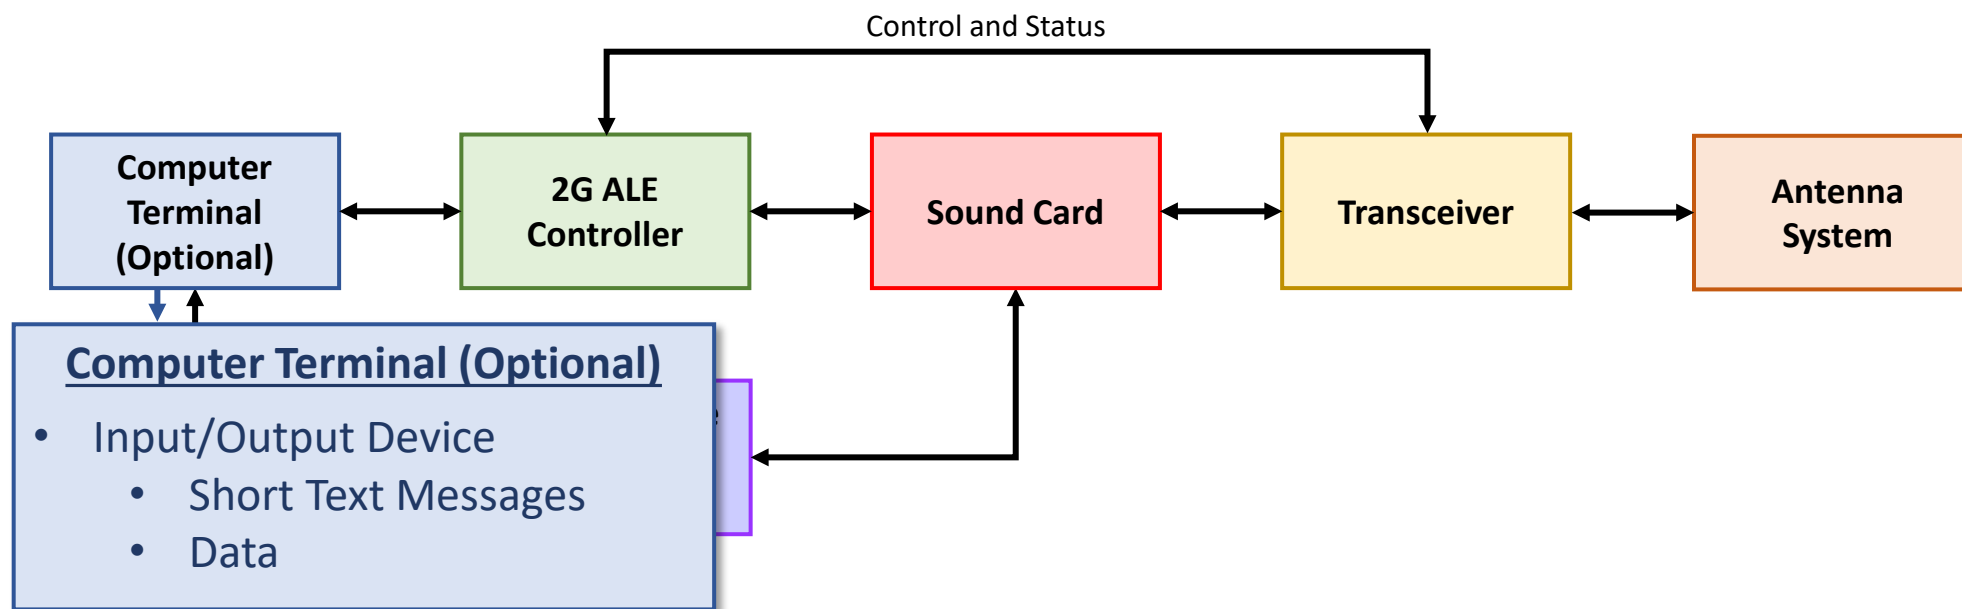 Control and Status
Computer
Terminal
(Optional)
2G ALE
Controller
Sound Card
Transceiver
Antenna
System
Computer Terminal (Optional)
• Input/Output Device
• Short Text Messages
• Data